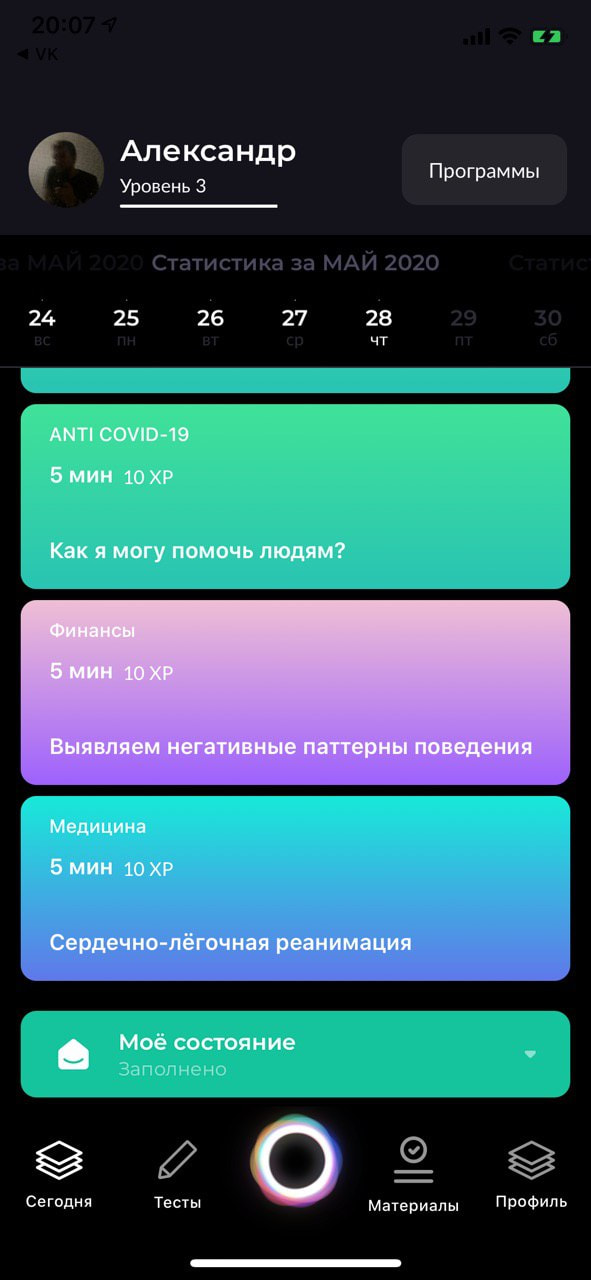 20:07
◀ VK
Александр
Уровень 3
Программы
за МАЙ 2020 Статистика за МАЙ 2020 Статис
24 25 26 27 28 29 30
вс пн вт ср чт пт сб
ANTI COVID-19
5 мин 10 XP
Как я могу помочь людям?
Финансы
5 мин 10 XP
Выявляем негативные паттерны поведения
Медицина
5 мин 10 XP
Сердечно-лёгочная реанимация
Моё состояние
Заполнено
Сегодня Тесты Материалы Профиль